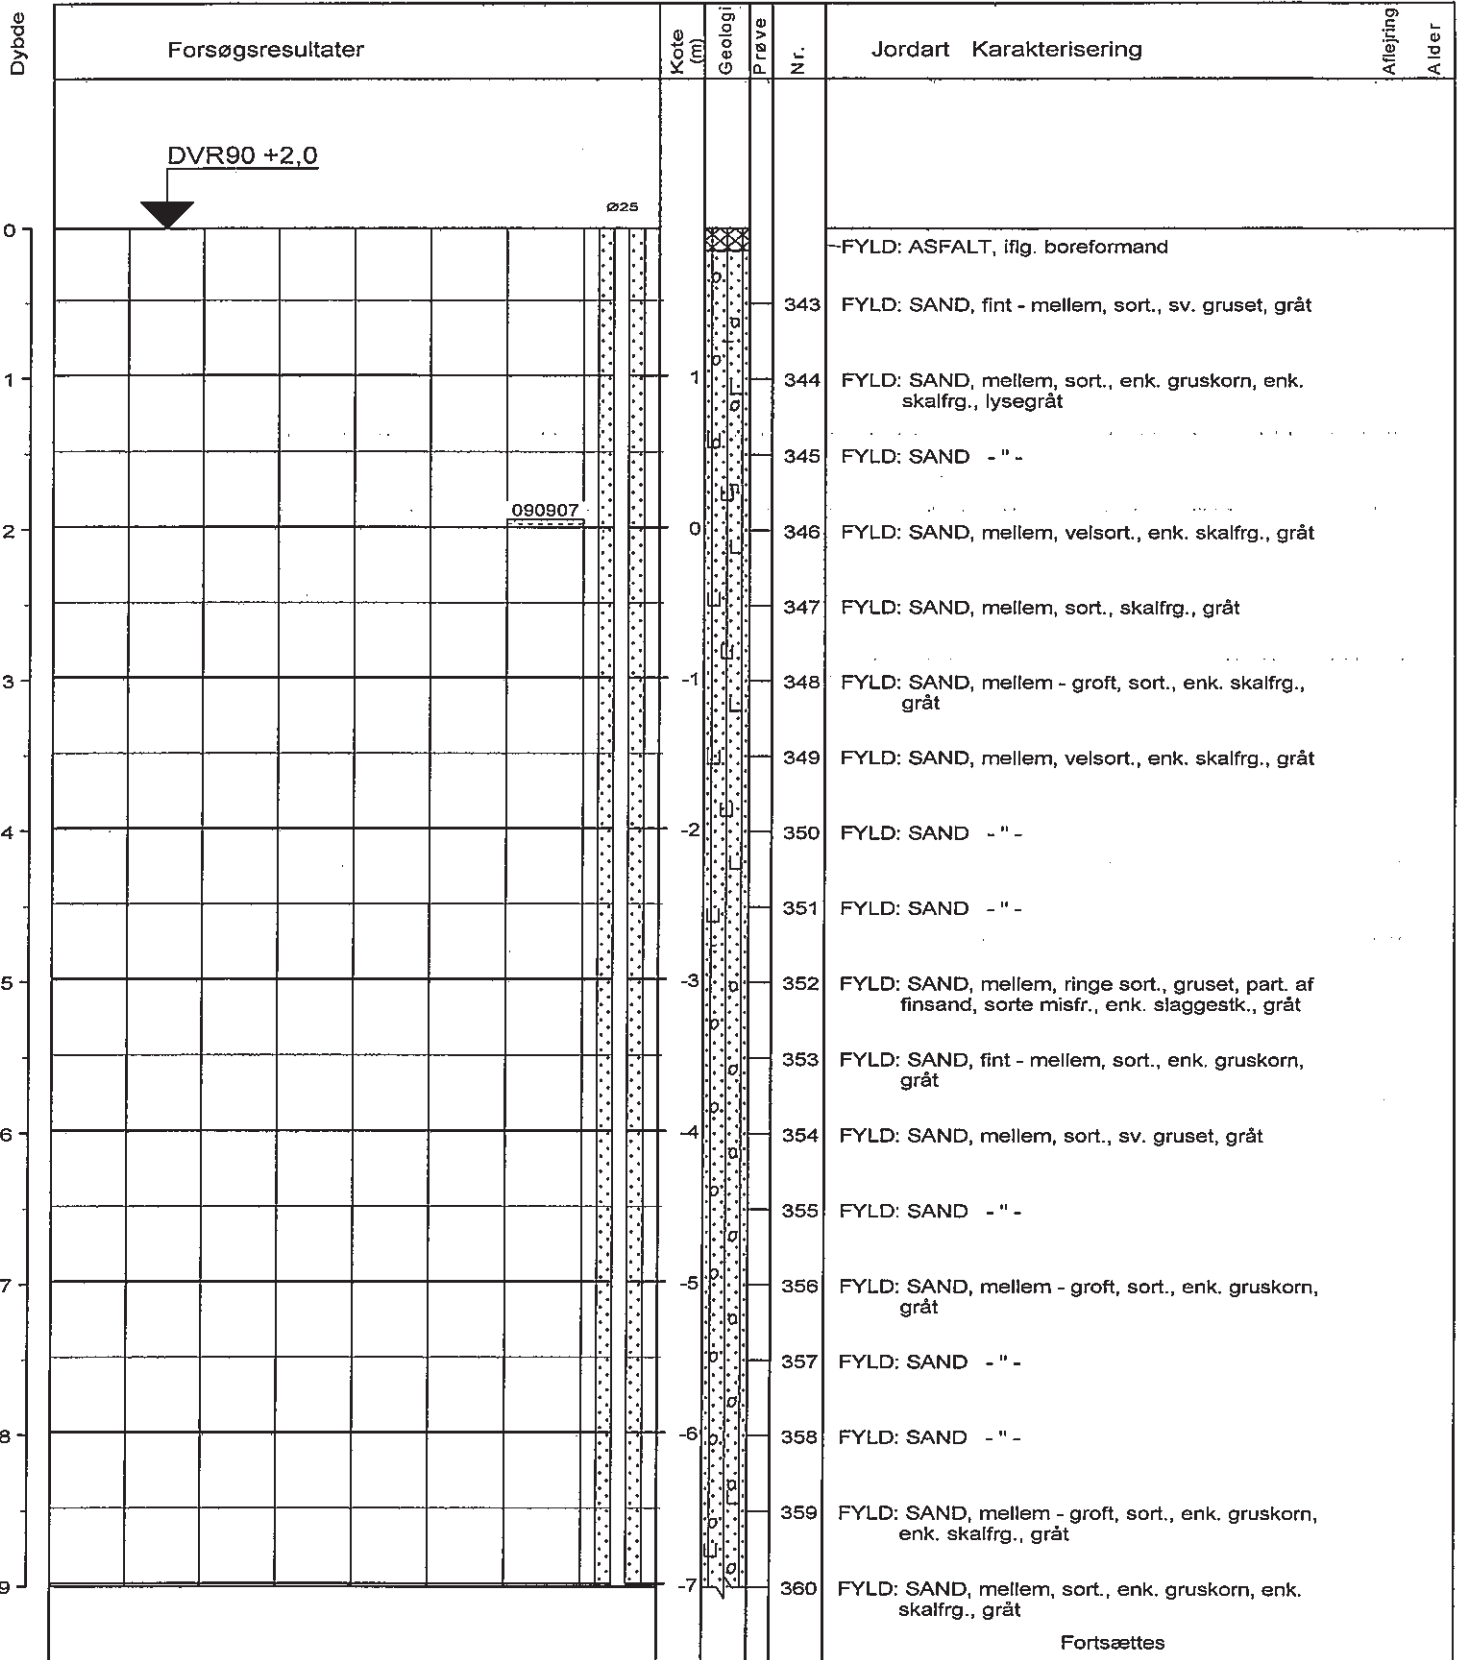 Dybde
Forsøgsresultater
Kote (m)
Geologi
Prøve
Nr.
Jordart Karakterisering
Aflejring
Alder
DVR90 +2,0
Ø25
0
FYLD: ASFALT, iflg. boreformand
343 FYLD: SAND, fint - mellem, sort., sv. gruset, gråt
1 1 344 FYLD: SAND, mellem, sort., enk. gruskorn, enk.
skalfrg., lysegråt
345 FYLD: SAND - " -
090907
2 0 346 FYLD: SAND, mellem, velsort., enk. skalfrg., gråt
347 FYLD: SAND, mellem, sort., skalfrg., gråt
3 -1 348 FYLD: SAND, mellem - groft, sort., enk. skalfrg.,
gråt
349 FYLD: SAND, mellem, velsort., enk. skalfrg., gråt
4 -2 350 FYLD: SAND - " -
351 FYLD: SAND - " -
5 -3 352 FYLD: SAND, mellem, ringe sort., gruset, part. af
finsand, sorte misfr., enk. slaggestk., gråt
353 FYLD: SAND, fint - mellem, sort., enk. gruskorn,
gråt
6 -4 354 FYLD: SAND, mellem, sort., sv. gruset, gråt
355 FYLD: SAND - " -
7 -5 356 FYLD: SAND, mellem - groft, sort., enk. gruskorn,
gråt
357 FYLD: SAND - " -
8 -6 358 FYLD: SAND - " -
359 FYLD: SAND, mellem - groft, sort., enk. gruskorn,
enk. skalfrg., gråt
9 -7 360 FYLD: SAND, mellem, sort., enk. gruskorn, enk.
skalfrg., gråt
Fortsættes